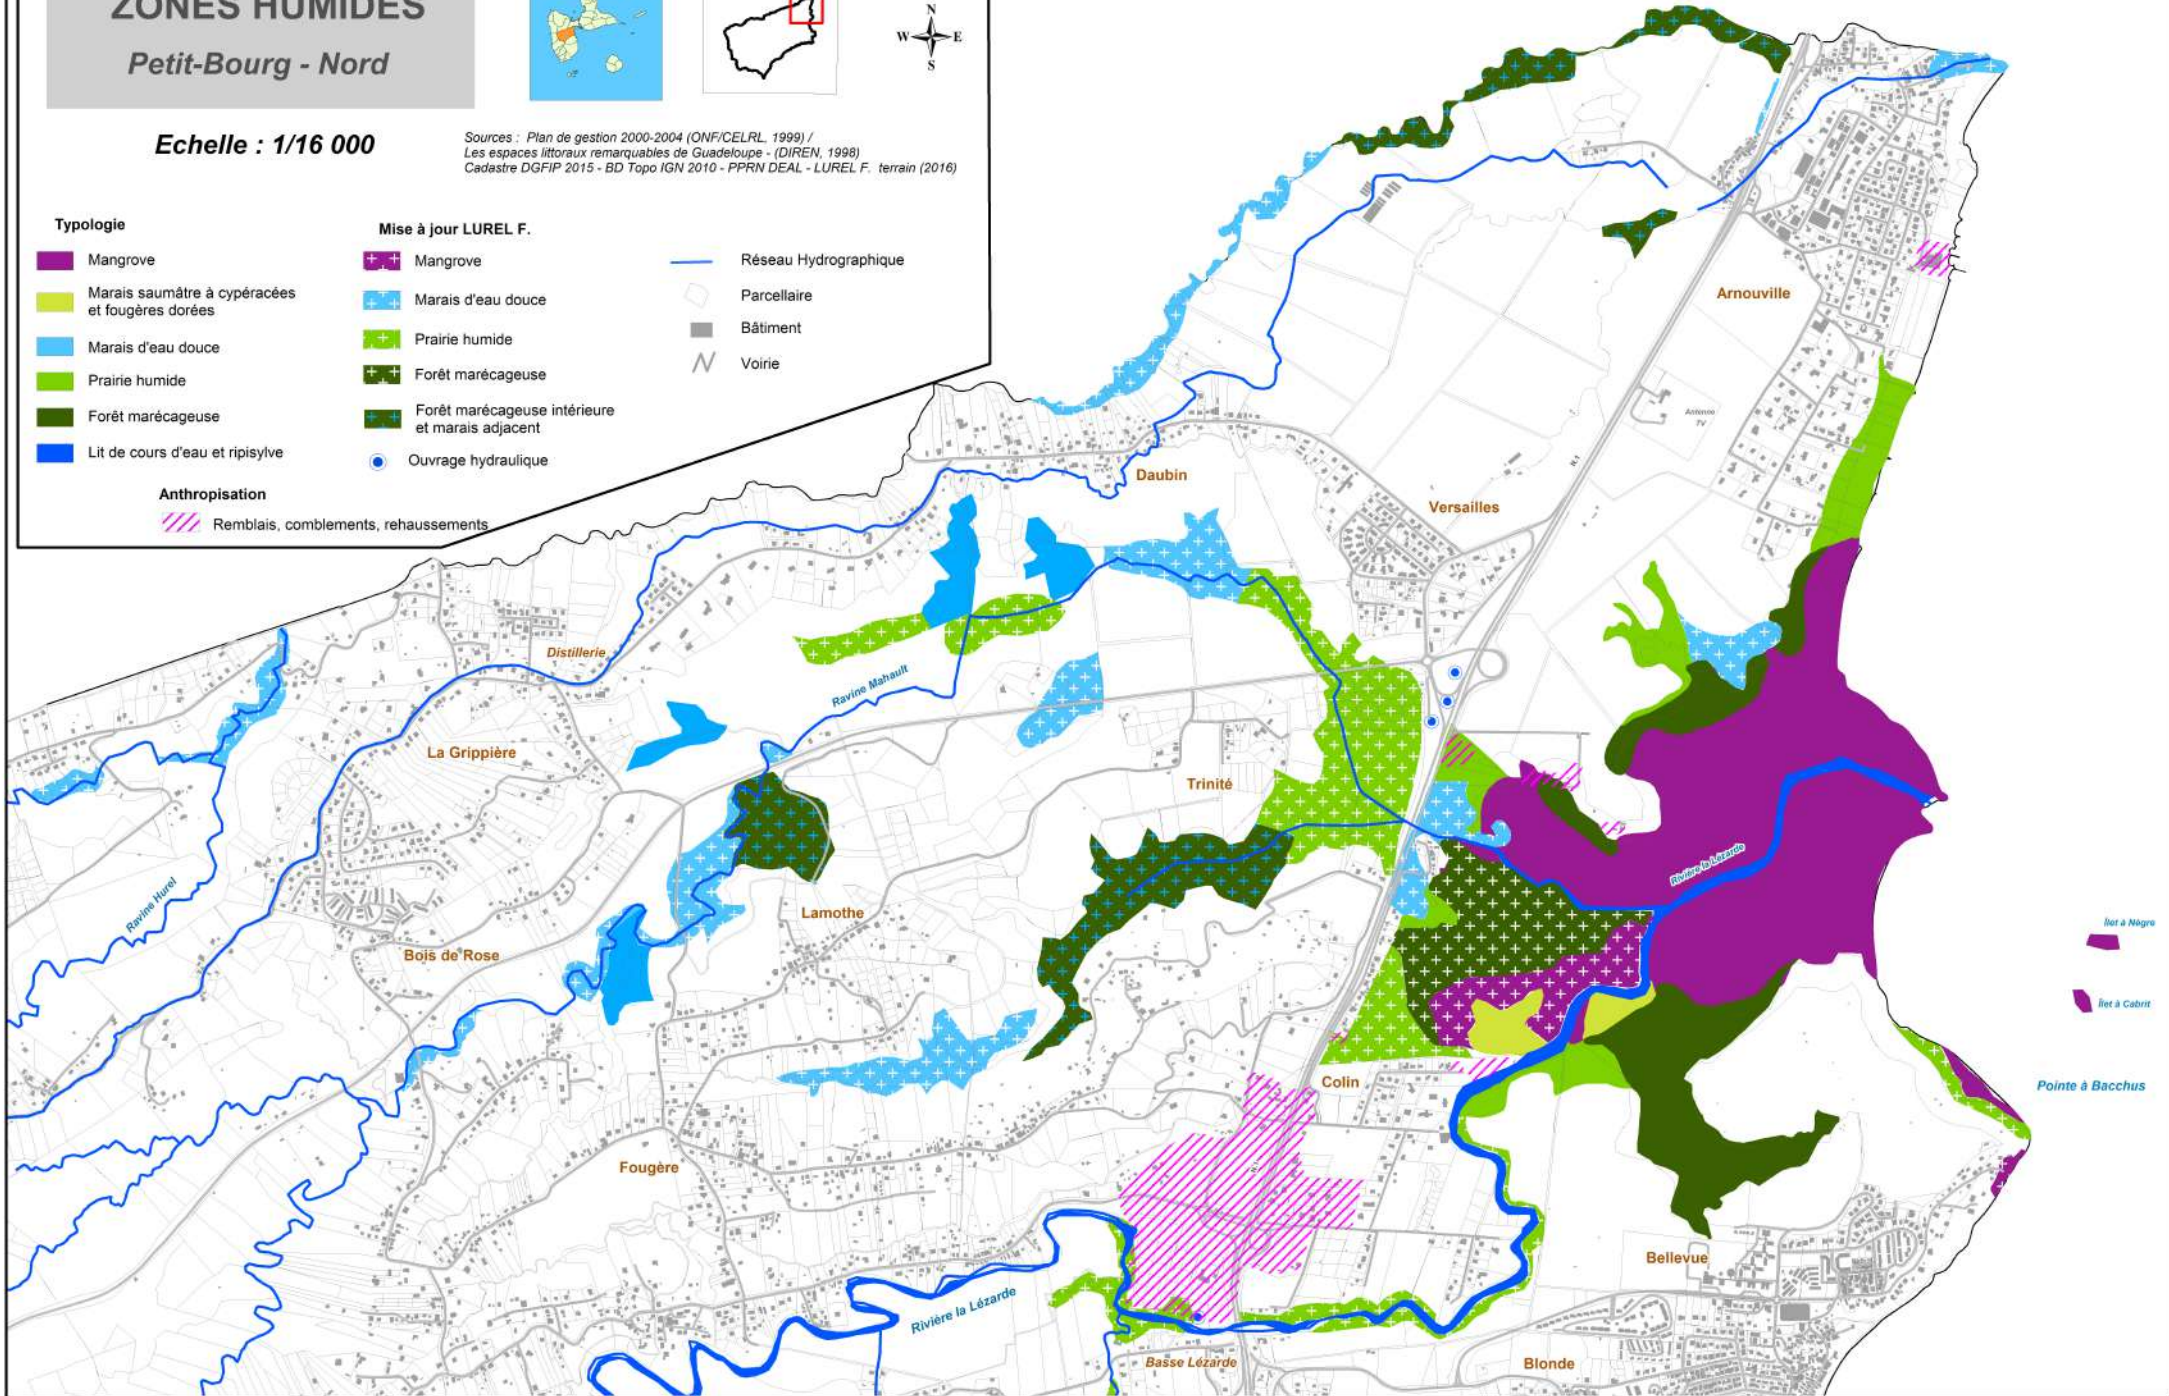 ZONES HUMIDES
Petit-Bourg - Nord
N
W E
S
Echelle : 1/16 000
Sources : Plan de gestion 2000-2004 (ONF/CELRL, 1999) /
Les espaces littoraux remarquables de Guadeloupe - (DIREN, 1998)
Cadastre DGFIP 2015 - BD Topo IGN 2010 - PPRN DEAL - LUREL F. terrain (2016)
Typologie
Mangrove
Marais saumâtre à cypéracées
et fougères dorées
Marais d'eau douce
Prairie humide
Forêt marécageuse
Lit de cours d'eau et ripisylve
Mise à jour LUREL F.
Mangrove
Marais d'eau douce
Prairie humide
Forêt marécageuse
Forêt marécageuse intérieure
et marais adjacent
Ouvrage hydraulique
Réseau Hydrographique
Parcellaire
Bâtiment
Voirie
Anthropisation
Remblais, comblements, rehaussements
Arnouville
Antenne
TV
N.1
Daubin
Versailles
Distillerie
Ravine Mahault
La Grippière
Trinité
Rivière la Lézarde
Ravine Hurel
Lamothe
Bois de Rose
Îlet à Nègre
Îlet à Cabrit
Colin
Pointe à Bacchus
Fougère
Bellevue
Rivière la Lézarde
Basse Lézarde
Blonde